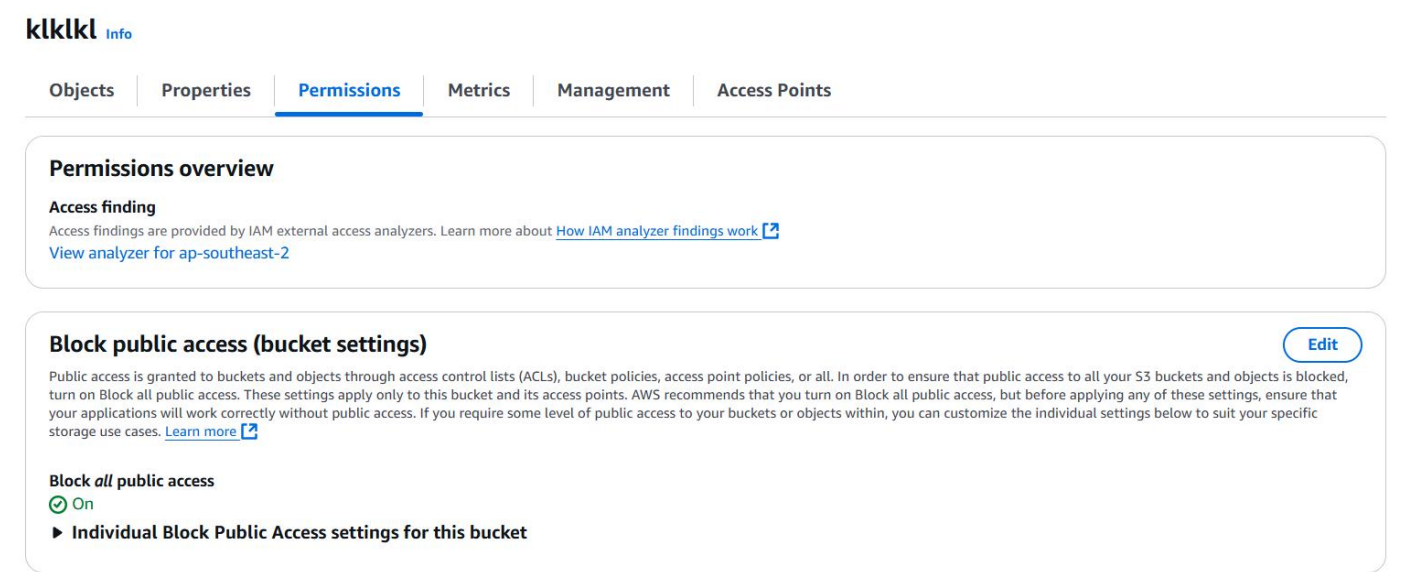 klklkl Info
Objects Properties Permissions Metrics Management Access Points
Permissions overview
Access finding
Access findings are provided by IAM external access analyzers. Learn more about How IAM analyzer findings work
View analyzer for ap-southeast-2
Block public access (bucket settings)
Edit
Public access is granted to buckets and objects through access control lists (ACLs), bucket policies, access point policies, or all. In order to ensure that public access to all your S3 buckets and objects is blocked,
turn on Block all public access. These settings apply only to this bucket and its access points. AWS recommends that you turn on Block all public access, but before applying any of these settings, ensure that
your applications will work correctly without public access. If you require some level of public access to your buckets or objects within, you can customize the individual settings below to suit your specific
storage use cases. Learn more
Block all public access
On
Individual Block Public Access settings for this bucket